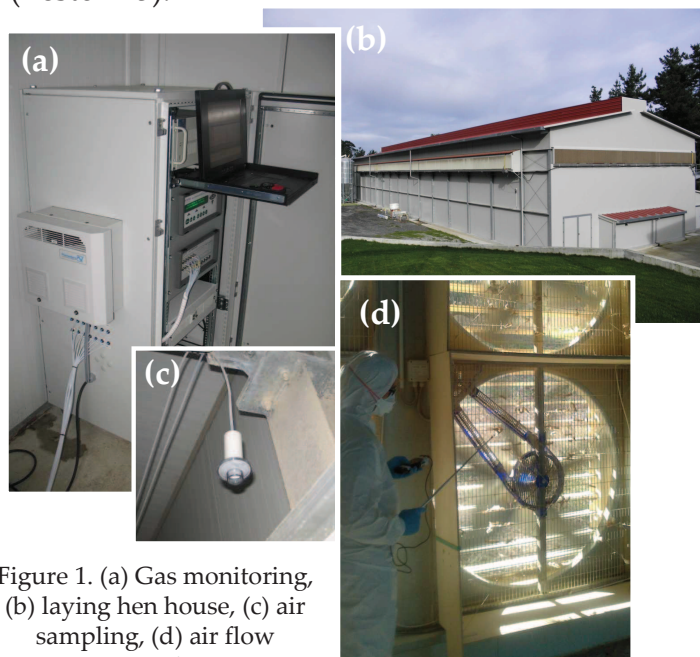 (a)
(b)
(c)
(d)
Figure 1. (a) Gas monitoring,
(b) laying hen house, (c) air
sampling, (d) air flow